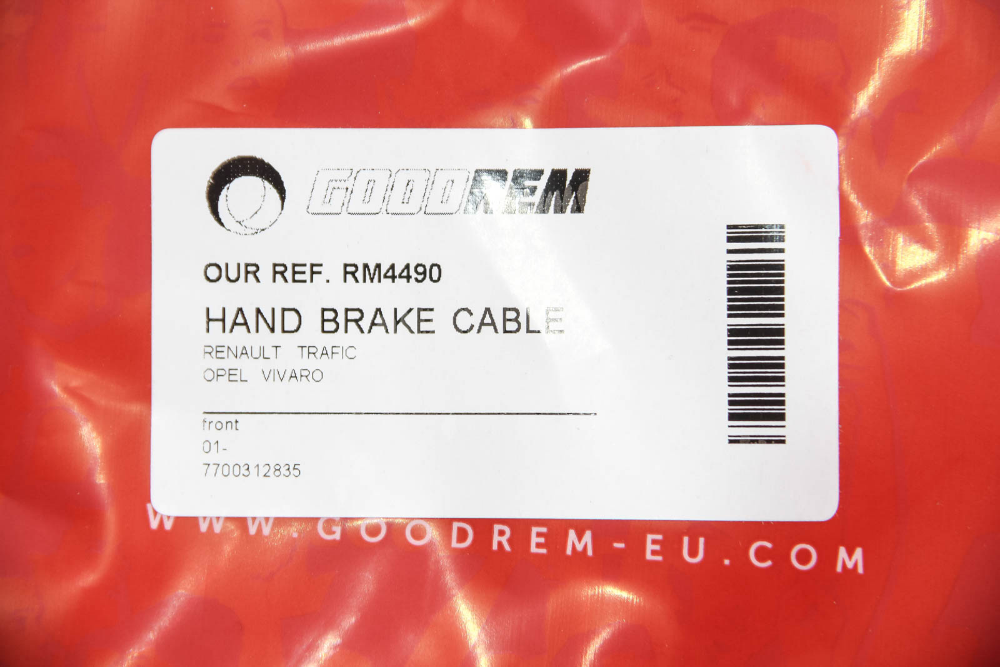 GOODREM
OUR REF. RM4490
HAND BRAKE CABLE
RENAULT TRAFIC
OPEL VIVARO
front
01-
7700312835
WWW.GOODREM-EU.COM